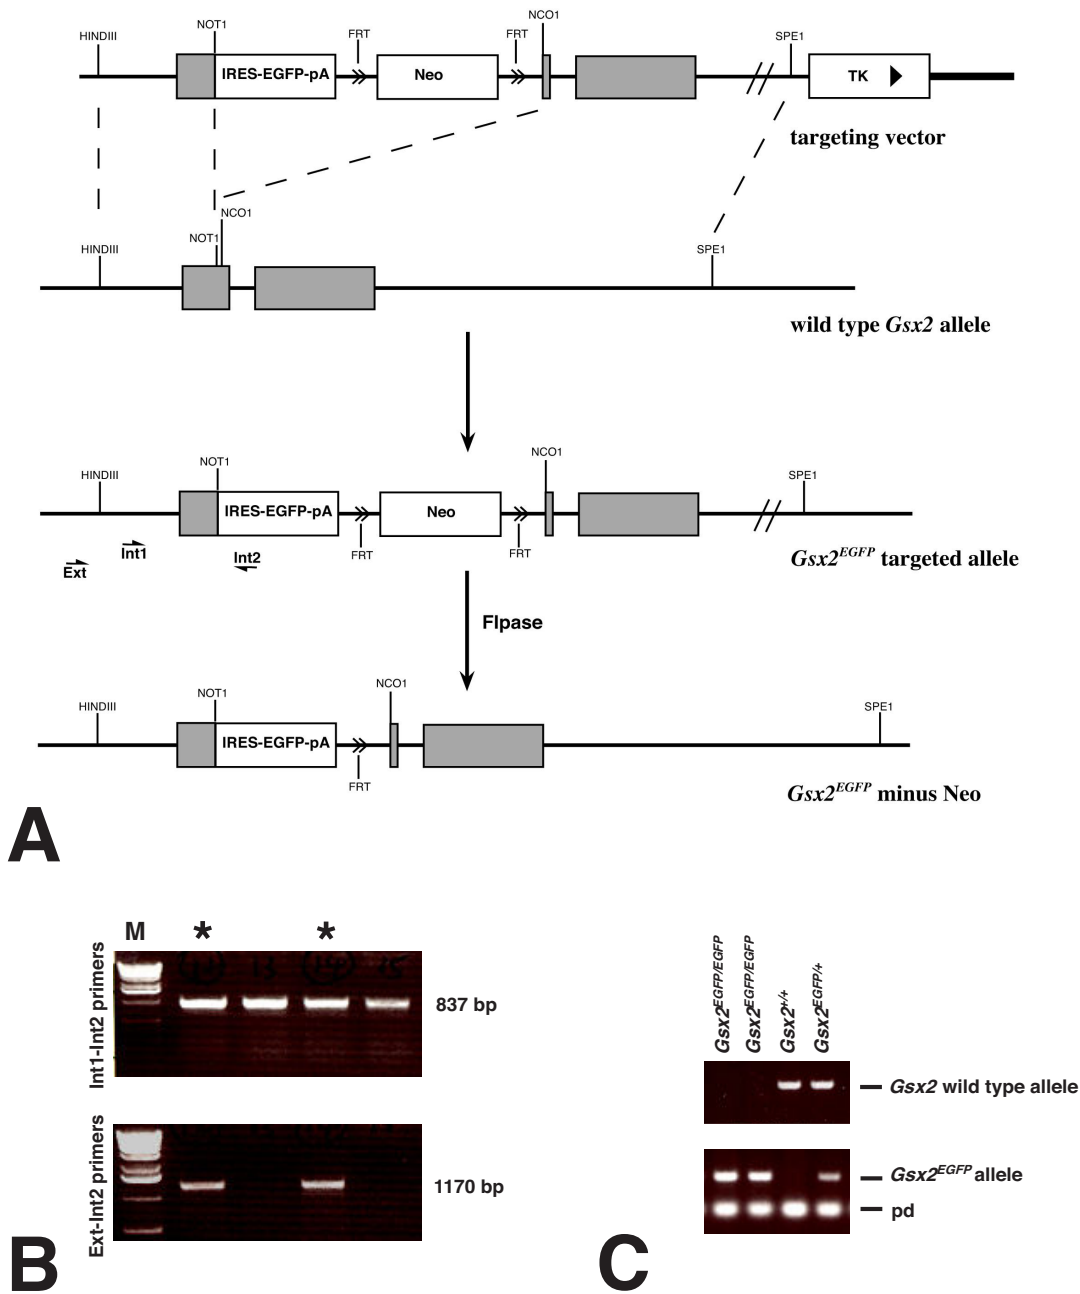 HINDIII
NOT1
IRES-EGFP-pA
FRT
Neo
FRT
NCO1
SPE1
TK
targeting vector
HINDIII
NOT1
NCO1
SPE1
wild type Gsx2 allele
HINDIII
NOT1
IRES-EGFP-pA
FRT
Neo
FRT
NCO1
SPE1
Ext
Int1
Int2
Gsx2EGFP targeted allele
Flpase
HINDIII
NOT1
IRES-EGFP-pA
FRT
NCO1
SPE1
Gsx2EGFP minus Neo
A
M * *
Int1-Int2 primers
837 bp
Ext-Int2 primers
1170 bp
B
Gsx2EGFP/EGFP
Gsx2EGFP/EGFP
Gsx2+/+
Gsx2EGFP/+
Gsx2 wild type allele
Gsx2EGFP allele
pd
C